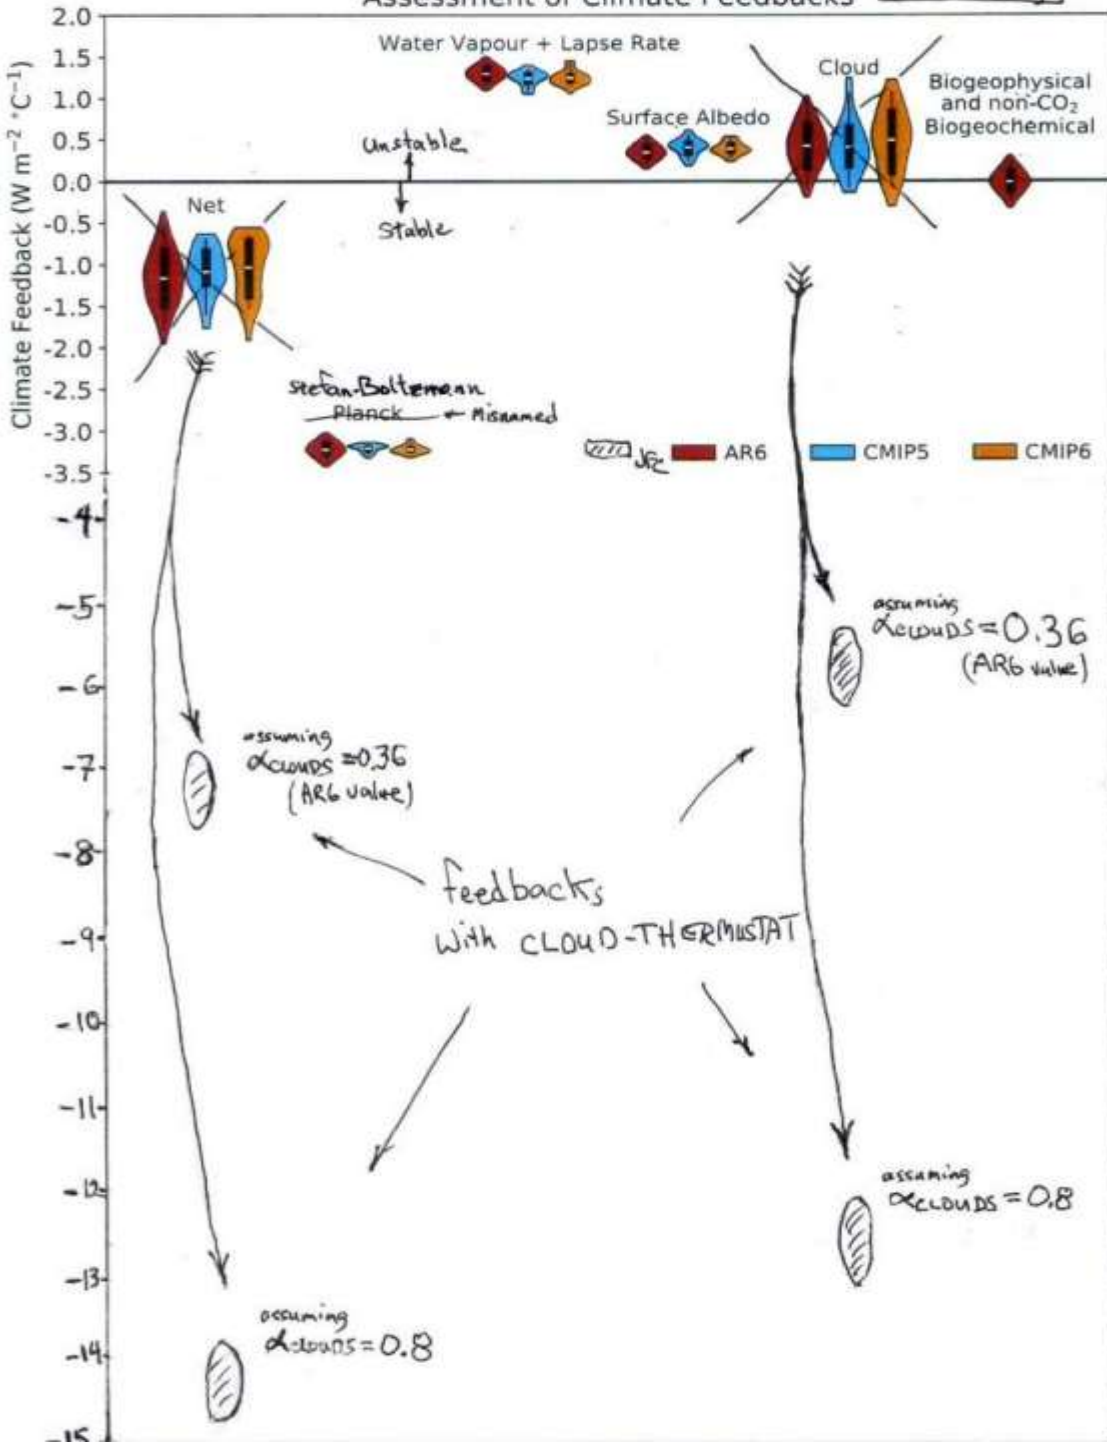 Assessment of Climate Feedbacks
2.0
1.5
1.0
0.5
0.0
-0.5
-1.0
-1.5
-2.0
-2.5
-3.0
-3.5
-4
-5
-6
-7
-8
-9
-10
-11
-12
-13
-14
-15
Climate Feedback (W m⁻² °C⁻¹)
Water Vapour + Lapse Rate
Cloud
Biogeophysical
and non-CO₂
Biogeochemical
Surface Albedo
Unstable
Stable
Net
Stefan-Boltzmann
Planck ← Misnamed
JFC AR6 CMIP5 CMIP6
assuming
αCLOUDS = 0.36
(AR6 value)
assuming
αCLOUDS = 0.36
(AR6 value)
feedbacks
With CLOUD-THERMOSTAT
assuming
αCLOUDS = 0.8
assuming
αCLOUDS = 0.8